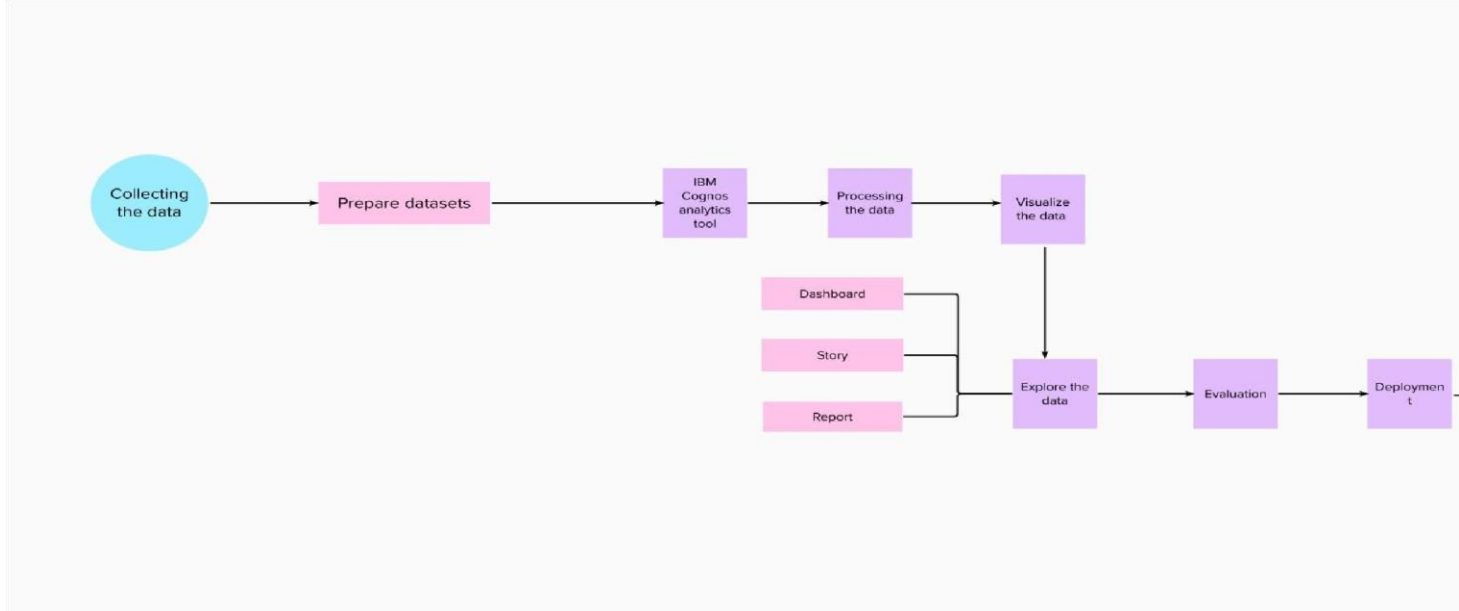 Collecting
the data
Prepare datasets
IBM
Cognos
analytics
tool
Processing
the data
Visualize
the data
Dashboard
Story
Report
Explore the
data
Evaluation
Deploymen
t